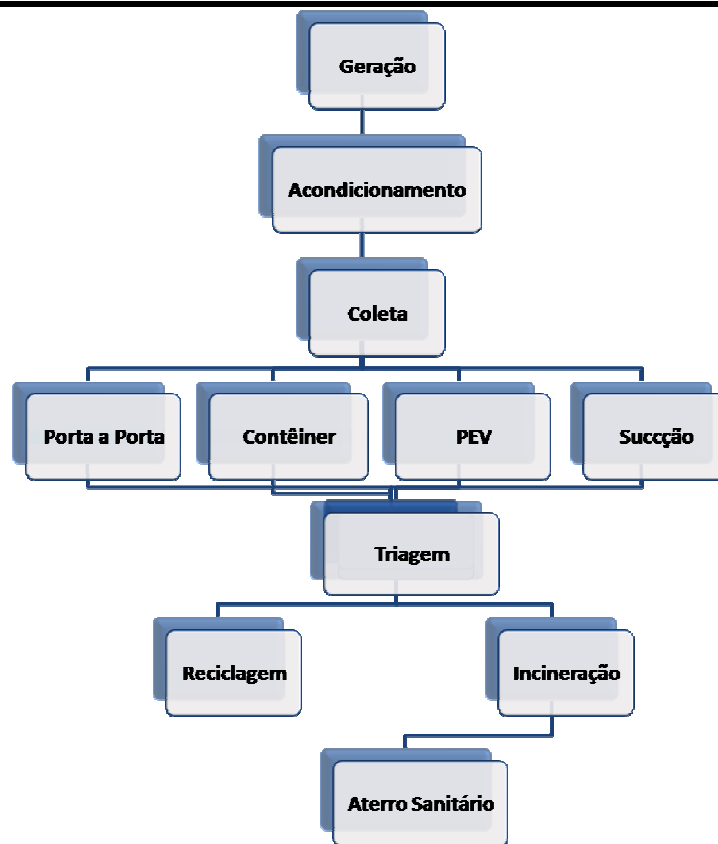 Geração
Acondicionamento
Coleta
Porta a Porta
Contêiner
PEV
Succção
Triagem
Reciclagem
Incineração
Aterro Sanitário